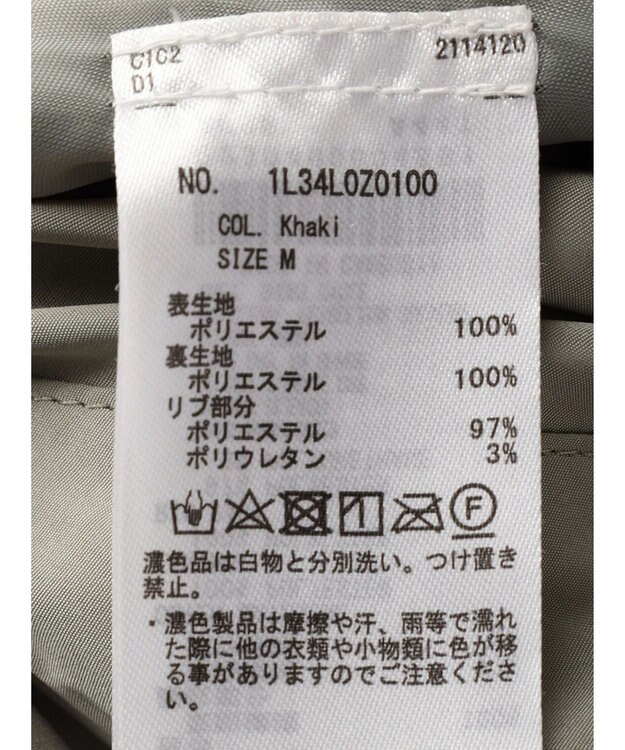 C1C2 2114120
D1
NO. 1L34L0Z0100
COL. Khaki
SIZE M
表生地
ポリエステル 100%
裏生地
ポリエステル 100%
リブ部分
ポリエステル 97%
ポリウレタン 3%
F
濃色品は白物と分別洗い。つけ置き
禁止。
・濃色製品は摩擦や汗、雨等で濡れ
た際に他の衣類や小物類に色が移
る事がありますのでご注意くださ
い。